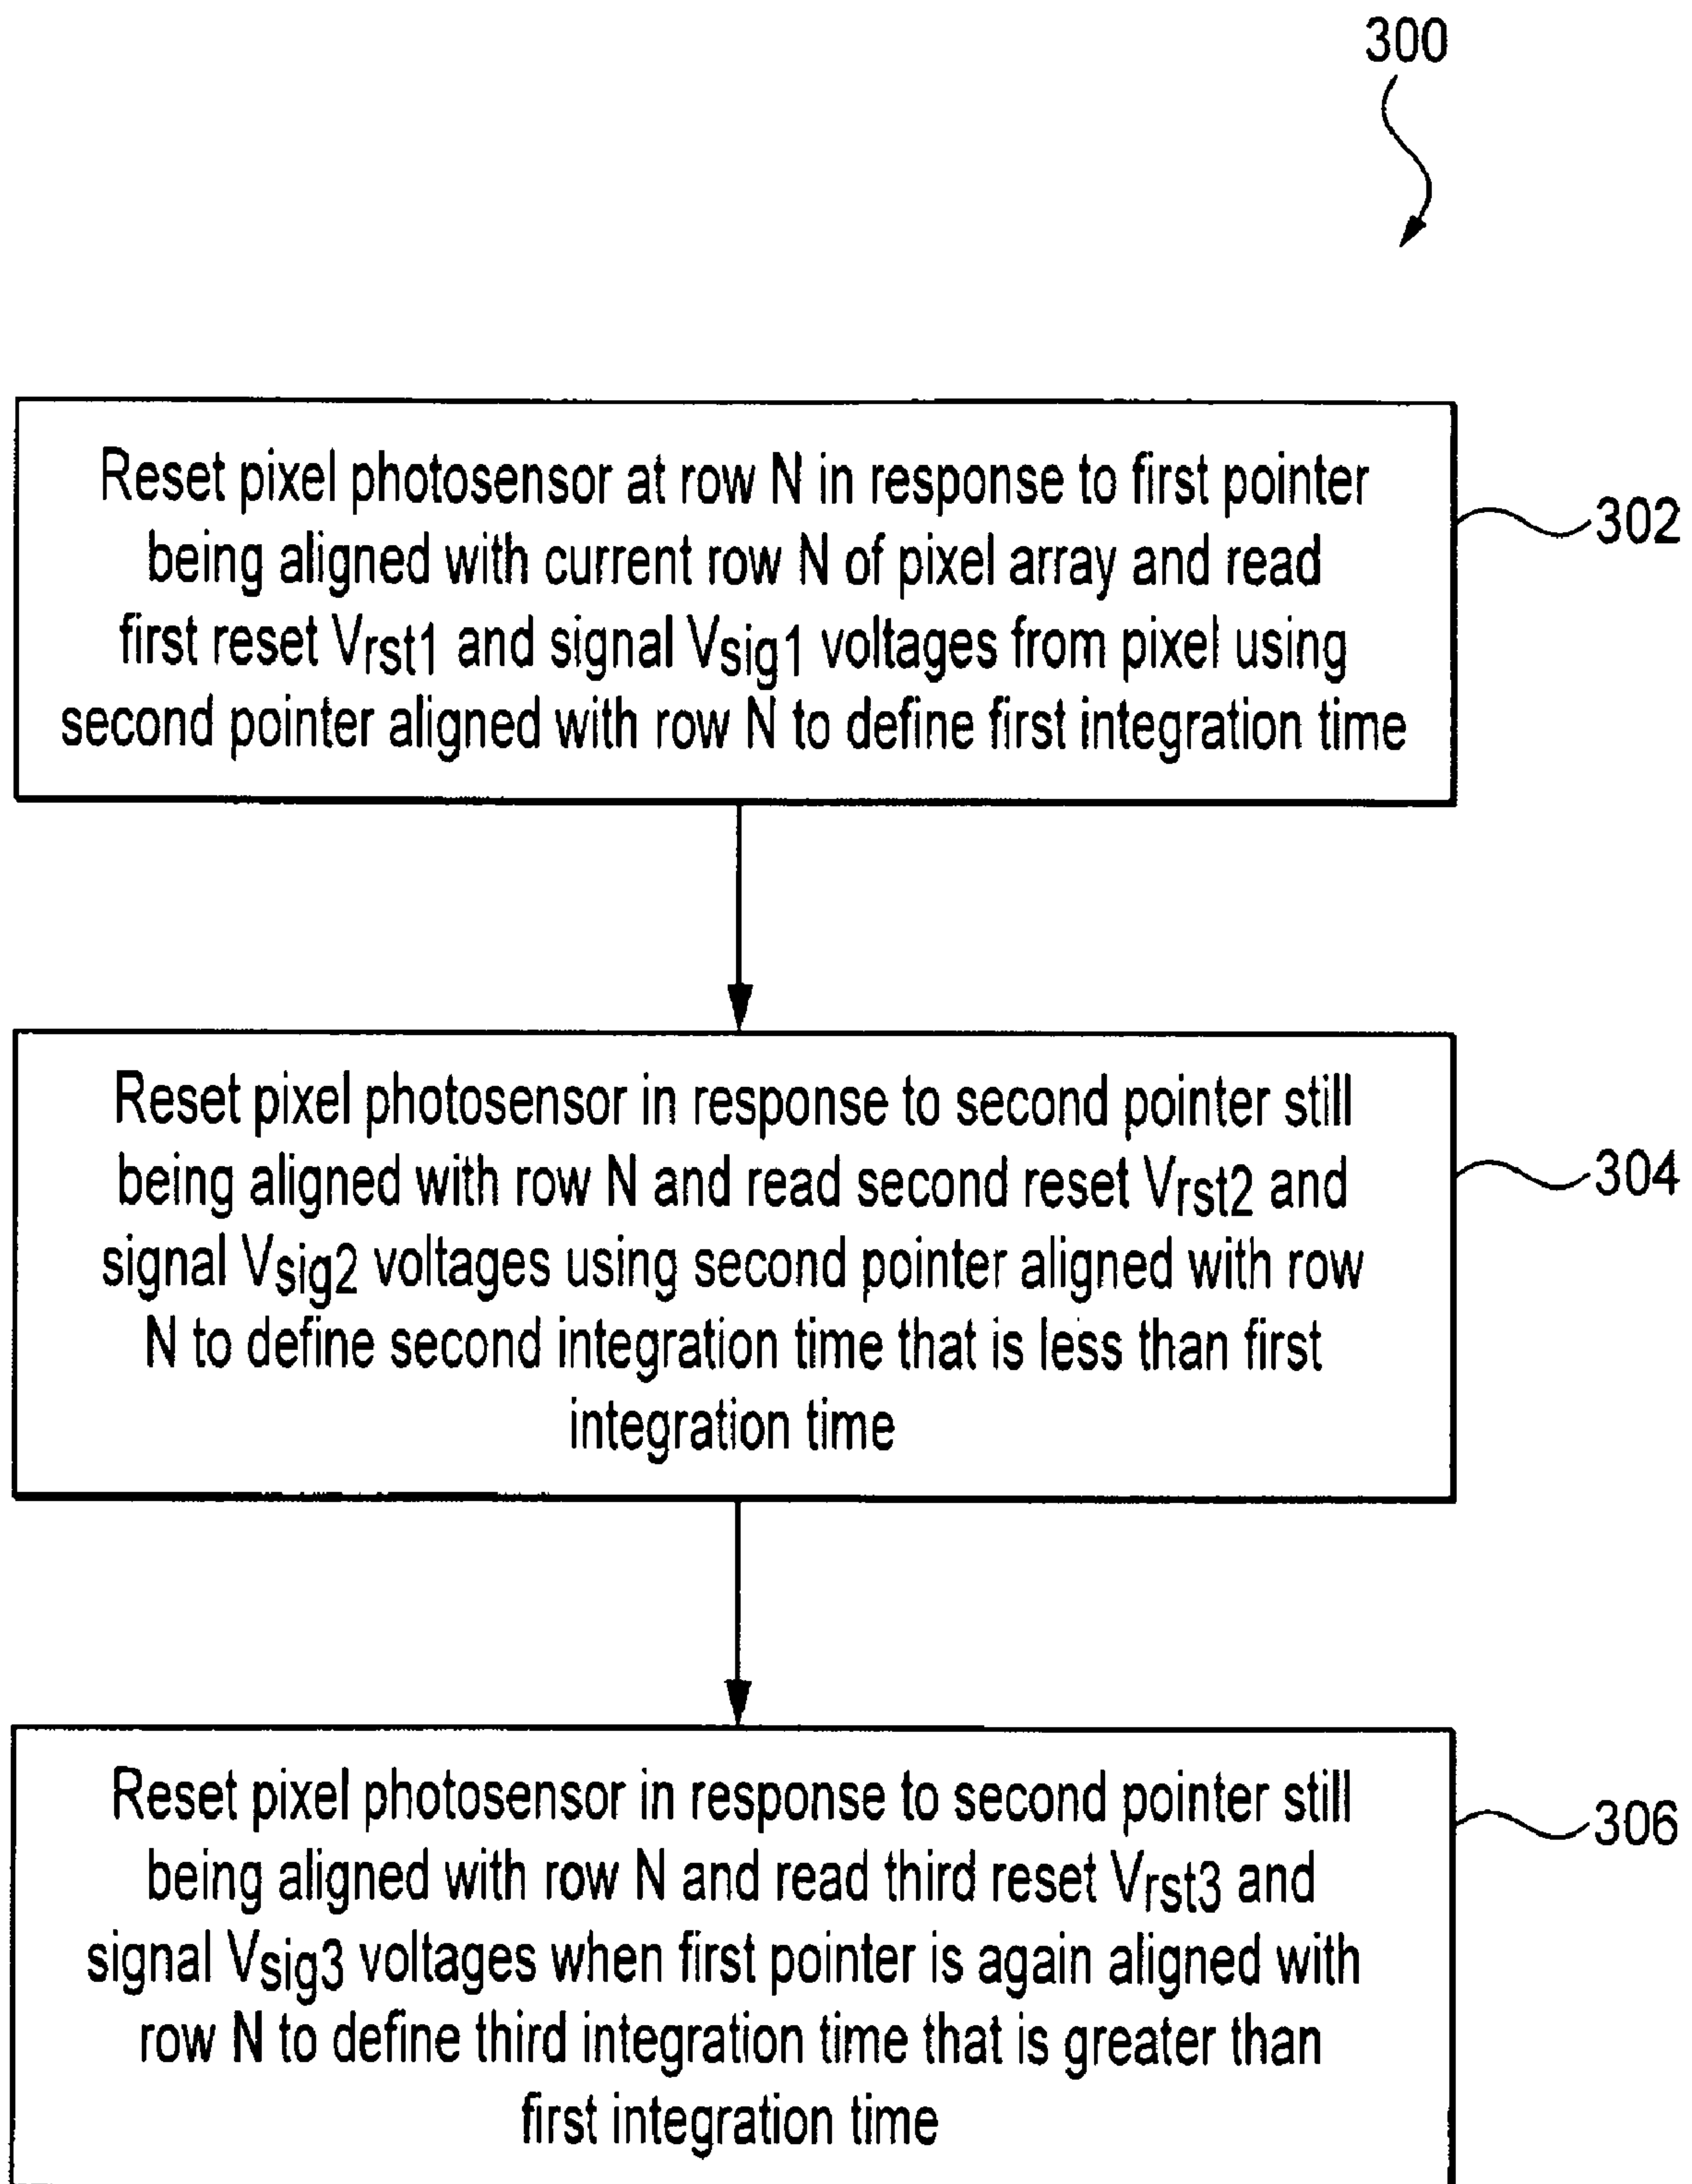 300
Reset pixel photosensor at row N in response to first pointer
being aligned with current row N of pixel array and read
first reset Vrst1 and signal Vsig1 voltages from pixel using
second pointer aligned with row N to define first integration time
302
Reset pixel photosensor in response to second pointer still
being aligned with row N and read second reset Vrst2 and
signal Vsig2 voltages using second pointer aligned with row
N to define second integration time that is less than first
integration time
304
Reset pixel photosensor in response to second pointer still
being aligned with row N and read third reset Vrst3 and
signal Vsig3 voltages when first pointer is again aligned with
row N to define third integration time that is greater than
first integration time
306